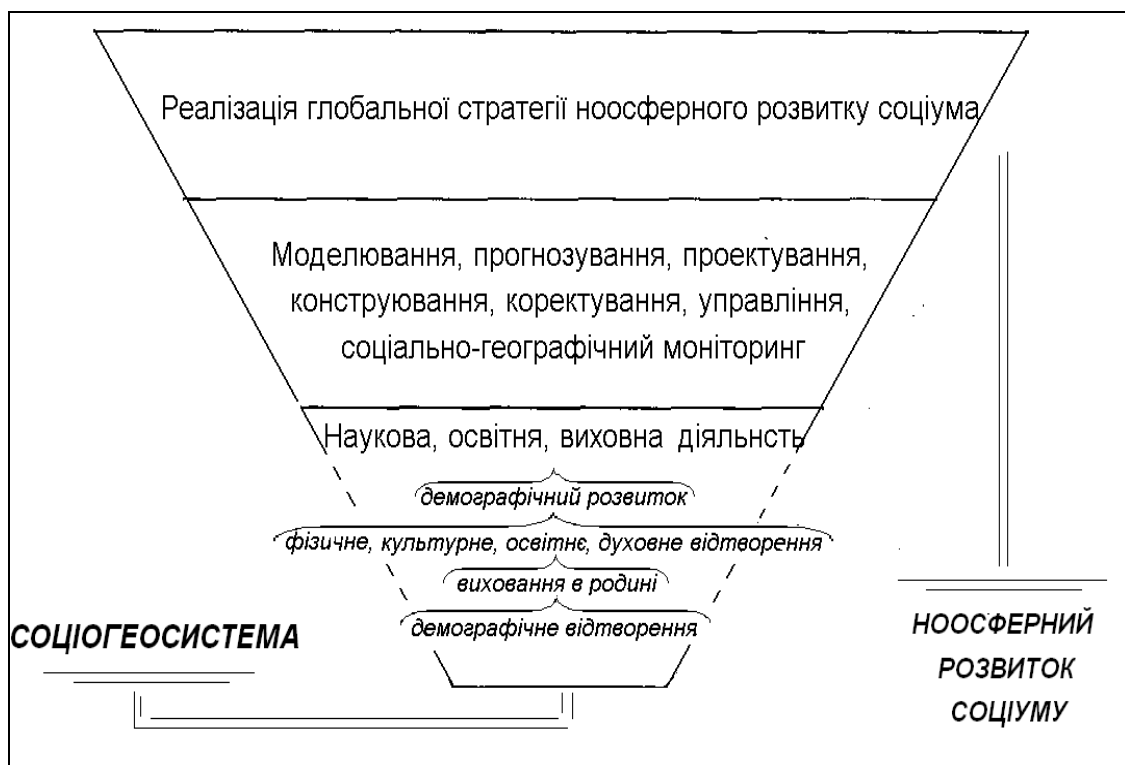 Реалізація глобальної стратегії ноосферного розвитку соціума
Моделювання, прогнозування, проектування,
конструювання, коректування, управління,
соціально-географічний моніторинг
Наукова, освітня, виховна діяльнсть
демографічний розвиток
фізичне, культурне, освітнє, духовне відтворення
виховання в родині
демографічне відтворення
СОЦІОГЕОСИСТЕМА
НООСФЕРНИЙ
РОЗВИТОК
СОЦІУМУ